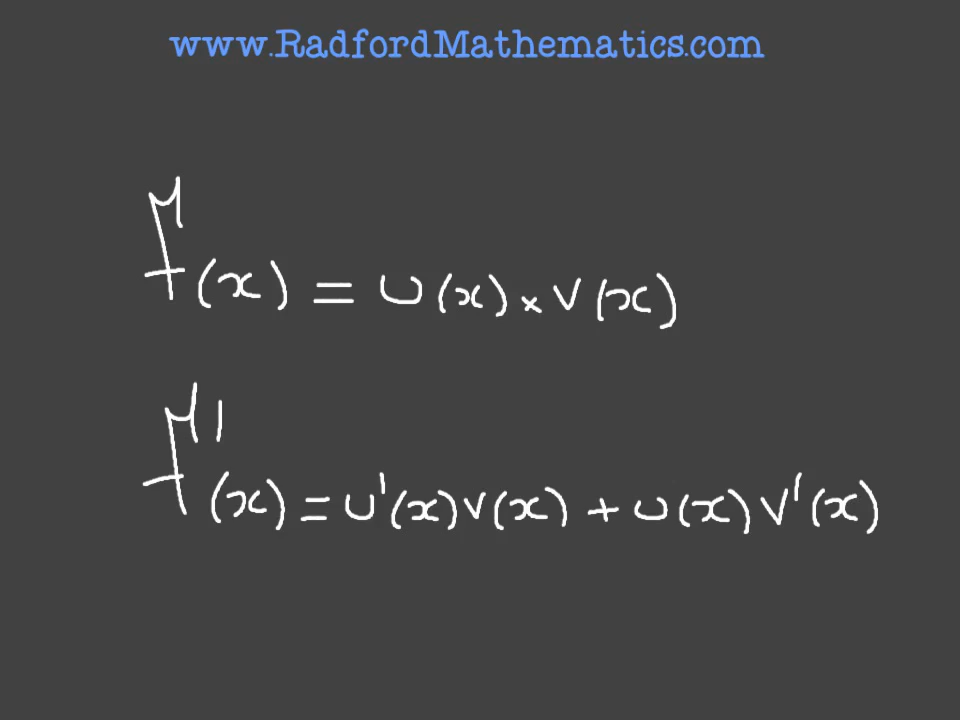 www.RadfordMathematics.com
f(x) = u(x) × v(x)
f'(x) = u'(x)v(x) + u(x)v'(x)